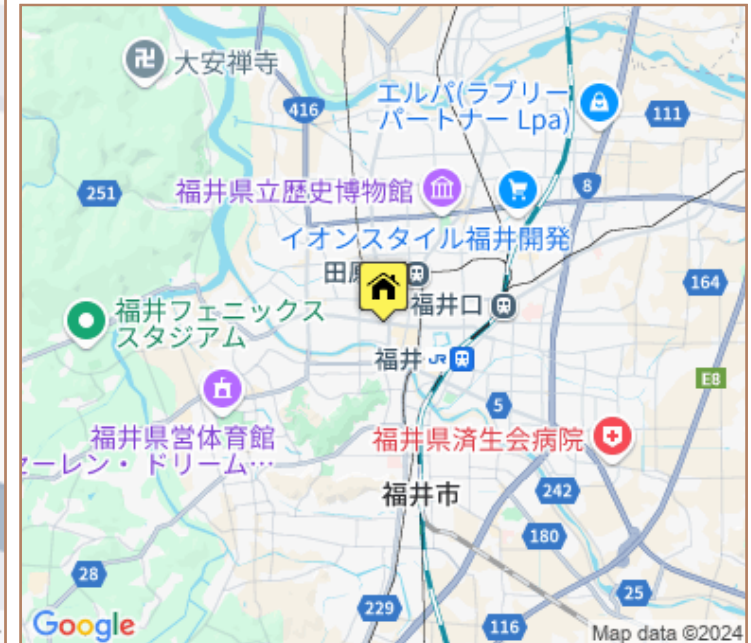 大安禅寺
416
エルパ(ラブリー
パートナー Lpa)
111
251
福井県立歴史博物館
8
イオンスタイル福井開発
田原
164
福井フェニックス
スタジアム
福井口
福井 JR
E8
5
福井県営体育館
福井県済生会病院
セーレン・ドリーム…
福井市
242
180
28
25
229
116
Google
Map data ©2024